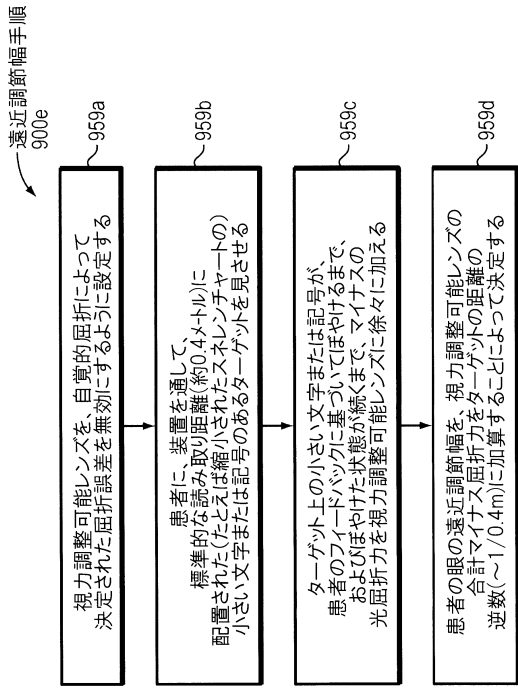 遠近調節幅手順
900e
視力調整可能レンズを、自覚的屈折によって
決定された屈折誤差を無効にするように設定する
959a
患者に、装置を通して、
標準的な読み取り距離(約0.4メートル)に
配置された(たとえば縮小されたスネレンチャートの)
小さい文字または記号のあるターゲットを見させる
959b
ターゲット上の小さい文字または記号が、
患者のフィードバックに基づいてぼやけるまで、
およびぼやけた状態が続くまで、マイナスの
光屈折力を視力調整可能レンズに徐々に加える
959c
患者の眼の遠近調節幅を、視力調整可能レンズの
合計マイナス屈折力をターゲットの距離の
逆数(~1/0.4m)に加算することによって決定する
959d